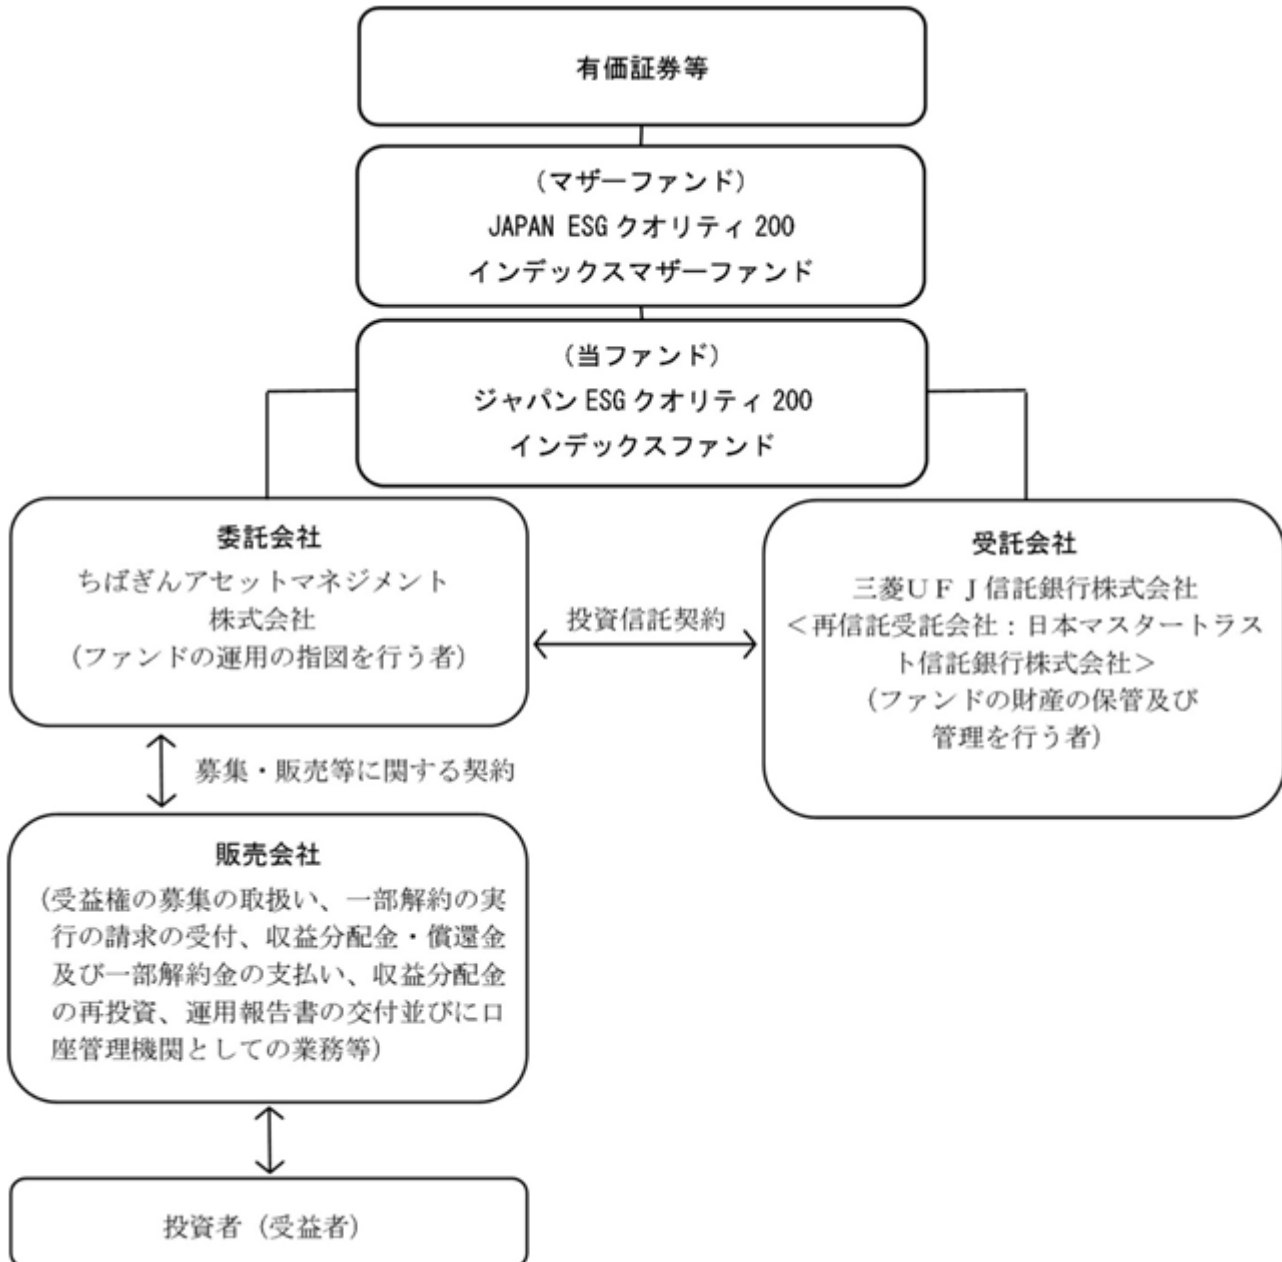 有価証券等
(マザーファンド)
JAPAN ESG クオリティ 200
インデックスマザーファンド
(当ファンド)
ジャパン ESG クオリティ 200
インデックスファンド
委託会社
ちばぎんアセットマネジメント
株式会社
(ファンドの運用の指図を行う者)
投資信託契約
受託会社
三菱UFJ信託銀行株式会社
<再信託受託会社:日本マスタートラス
ト信託銀行株式会社>
(ファンドの財産の保管及び
管理を行う者)
募集・販売等に関する契約
販売会社
(受益権の募集の取扱い、一部解約の実
行の請求の受付、収益分配金・償還金
及び一部解約金の支払い、収益分配金
の再投資、運用報告書の交付並びに口
座管理機関としての業務等)
投資者(受益者)